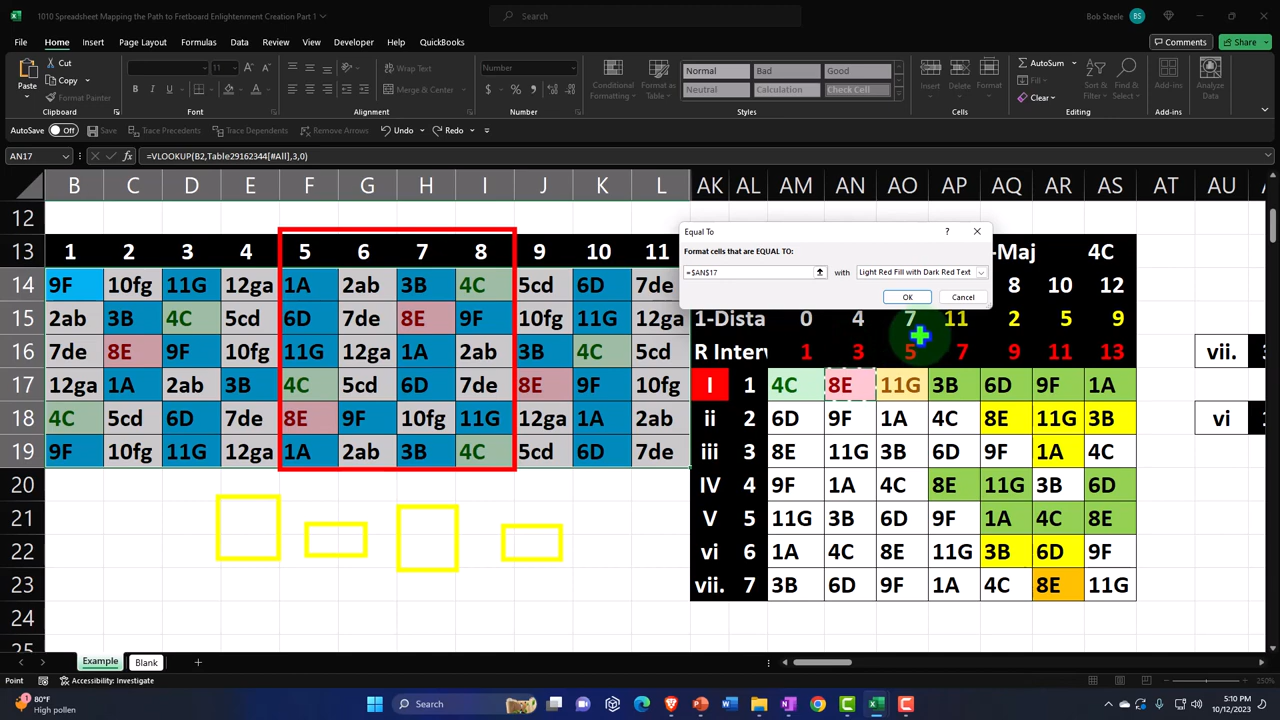 1010 Spreadsheet Mapping the Path to Fretboard Enlightenment Creation Part 1
Search
Bob Steele BS
File Home Insert Page Layout Formulas Data Review View Developer Automate Help QuickBooks
Comments Share
Paste Cut Copy Format Painter
11
Wrap Text Merge & Center
Number
Conditional Formatting Format as Table
Normal Bad Good
Neutral Calculation Check Cell
Insert Delete Format
AutoSum Fill Clear
Sort & Filter Find & Select Add-ins Analyze Data
Clipboard Font Alignment Number Styles Cells Editing Add-ins
AutoSave Off Save Trace Precedents Trace Dependents Remove Arrows Undo Redo
AN17 fx =VLOOKUP(B2,Table29162344[#All],3,0)
B C D E F G H I J K L AK AL AM AN AO AP AQ AR AS AT AU
12
Equal To ? 
Format cells that are EQUAL TO:
=$AN$17 with Light Red Fill with Dark Red Text
OK Cancel
13 1 2 3 4 5 6 7 8 9 10 11 -Maj 4C
14 9F 10fg 11G 12ga 1A 2ab 3B 4C 5cd 6D 7de 8 10 12
15 2ab 3B 4C 5cd 6D 7de 8E 9F 10fg 11G 12ga 1-Dista 0 4 7 11 2 5 9
16 7de 8E 9F 10fg 11G 12ga 1A 2ab 3B 4C 5cd R Interv 1 3 5 7 9 11 13 vii.
17 12ga 1A 2ab 3B 4C 5cd 6D 7de 8E 9F 10fg I 1 4C 8E 11G 3B 6D 9F 1A
18 4C 5cd 6D 7de 8E 9F 10fg 11G 12ga 1A 2ab ii 2 6D 9F 1A 4C 8E 11G 3B vi
19 9F 10fg 11G 12ga 1A 2ab 3B 4C 5cd 6D 7de iii 3 8E 11G 3B 6D 9F 1A 4C
20 IV 4 9F 1A 4C 8E 11G 3B 6D
21 V 5 11G 3B 6D 9F 1A 4C 8E
22 vi 6 1A 4C 8E 11G 3B 6D 9F
23 vii. 7 3B 6D 9F 1A 4C 8E 11G
24
25
Example Blank
Point Accessibility: Investigate 250%
80°F
High pollen
Search
5:10 PM
10/12/2023